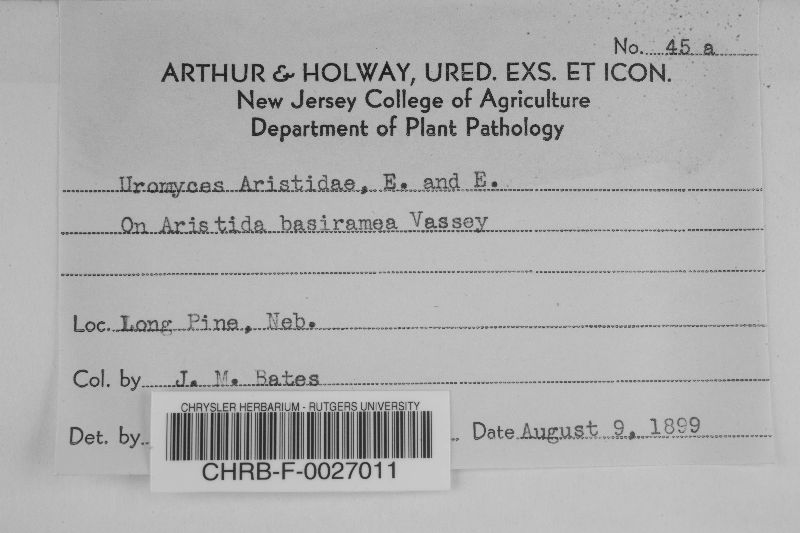 No. 45 a
ARTHUR & HOLWAY, URED. EXS. ET ICON.
New Jersey College of Agriculture
Department of Plant Pathology
Uromyces Aristidae, E. and E.
On Aristida basiramea Vassey
Loc. Long Pine, Neb.
Col. by J. M. Bates
Det. by
Date August 9, 1899
CHRYSLER HERBARIUM - RUTGERS UNIVERSITY
CHRB-F-0027011